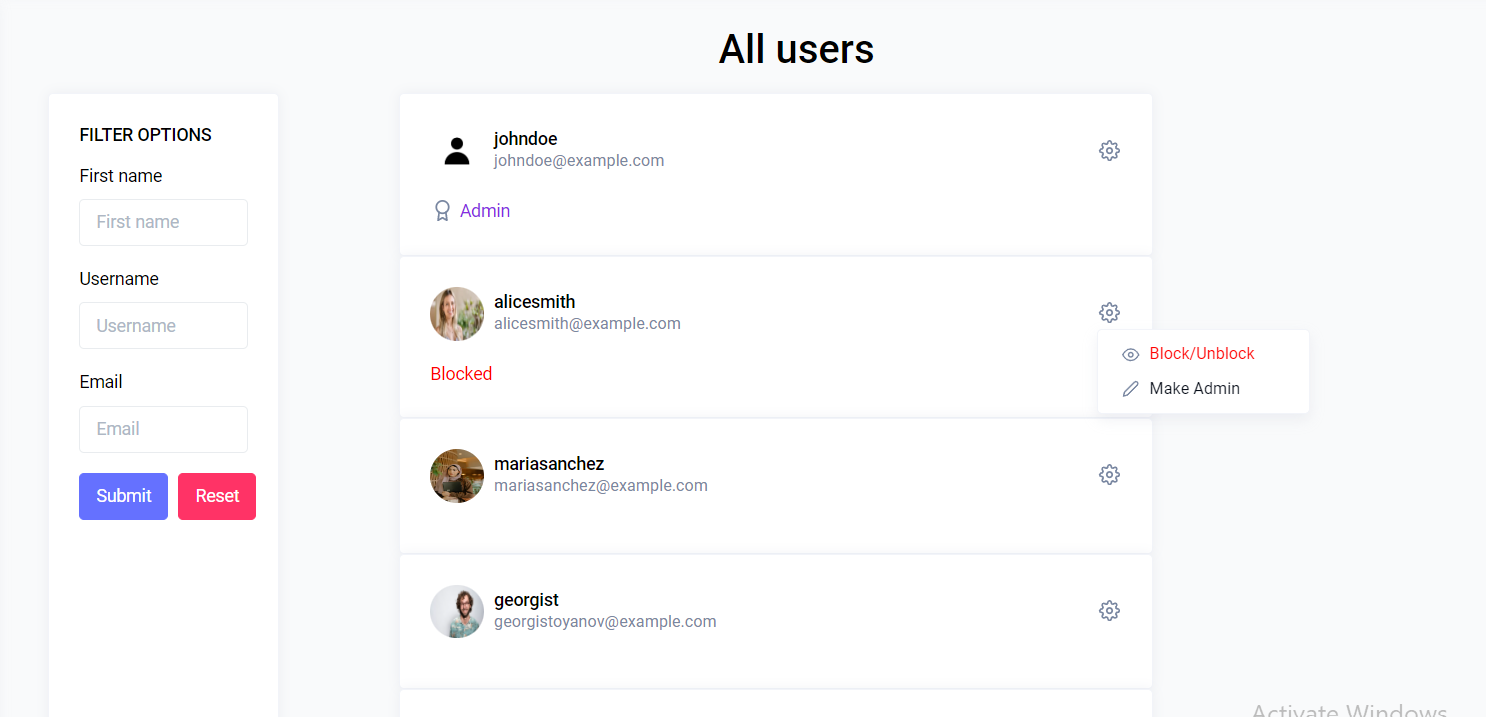 All users
FILTER OPTIONS
First name
First name
Username
Username
Email
Email
Submit Reset
johndoe
johndoe@example.com
Admin
alicesmith
alicesmith@example.com
Blocked
Block/Unblock
Make Admin
mariasanchez
mariasanchez@example.com
georgist
georgistoyanov@example.com
Activate Windows